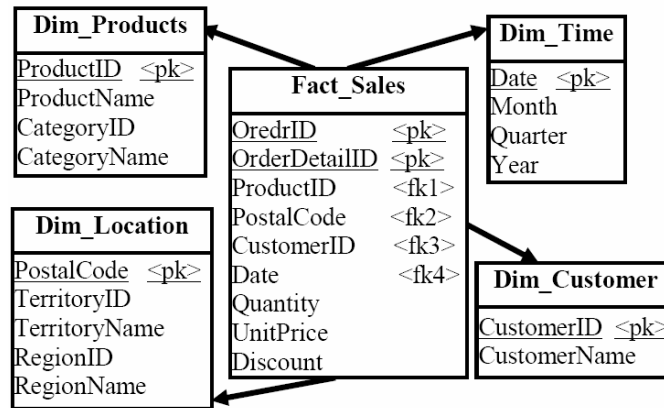 Dim_Products
ProductID <pk>
ProductName
CategoryID
CategoryName
Dim_Time
Date <pk>
Month
Quarter
Year
Fact_Sales
OredrID <pk>
OrderDetailID <pk>
ProductID <fk1>
PostalCode <fk2>
CustomerID <fk3>
Date <fk4>
Quantity
UnitPrice
Discount
Dim_Location
PostalCode <pk>
TerritoryID
TerritoryName
RegionID
RegionName
Dim_Customer
CustomerID <pk>
CustomerName